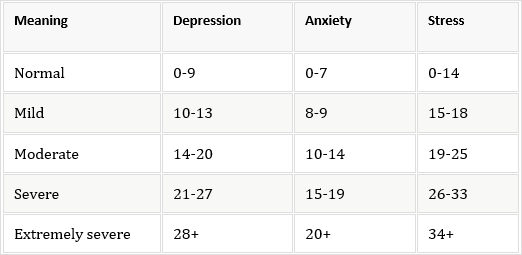 Meaning Depression Anxiety Stress
Normal 0-9 0-7 0-14
Mild 10-13 8-9 15-18
Moderate 14-20 10-14 19-25
Severe 21-27 15-19 26-33
Extremely severe 28+ 20+ 34+